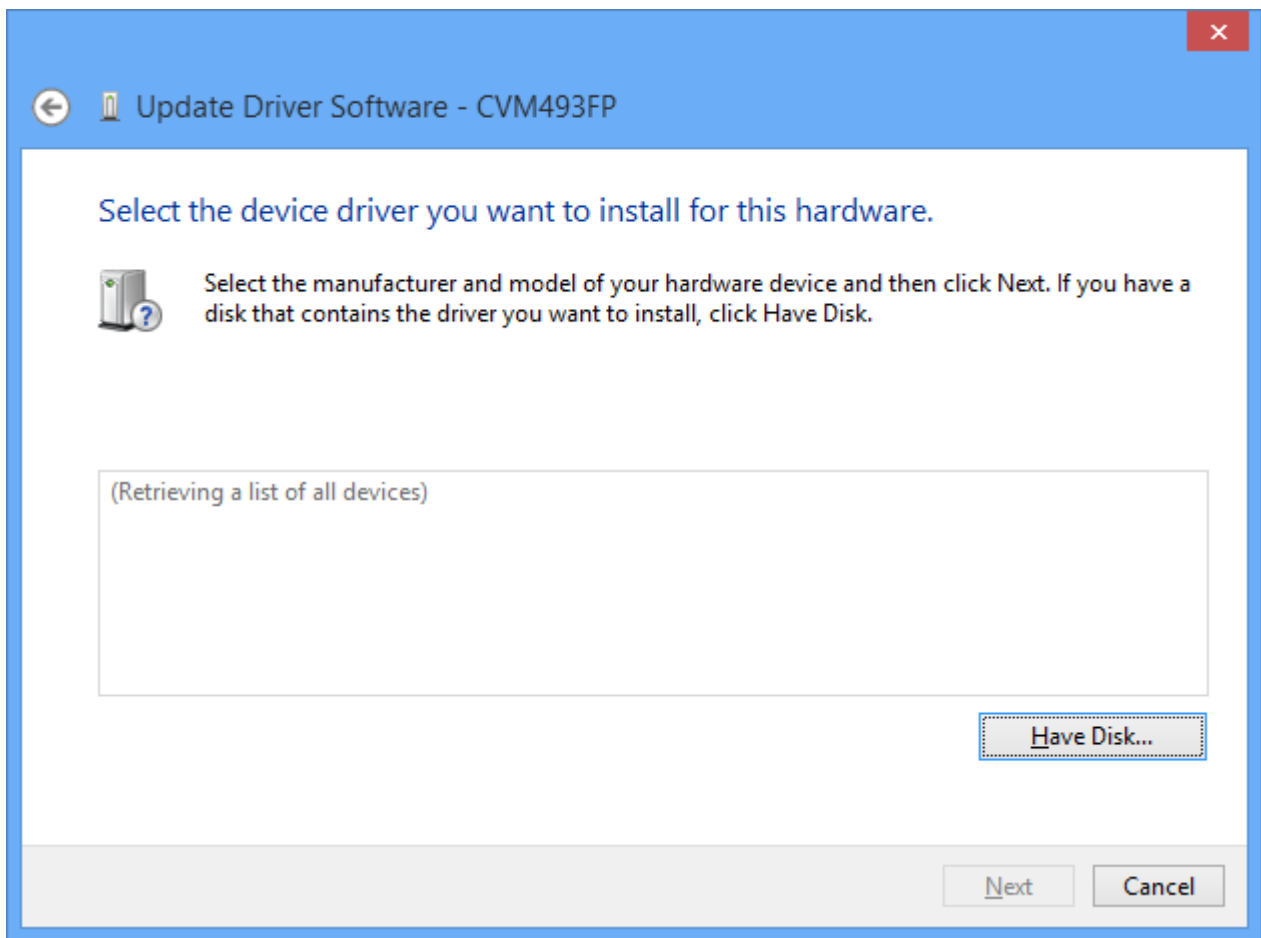 Update Driver Software - CVM493FP
Select the device driver you want to install for this hardware.
Select the manufacturer and model of your hardware device and then click Next. If you have a
disk that contains the driver you want to install, click Have Disk.
(Retrieving a list of all devices)
Have Disk...
Next Cancel